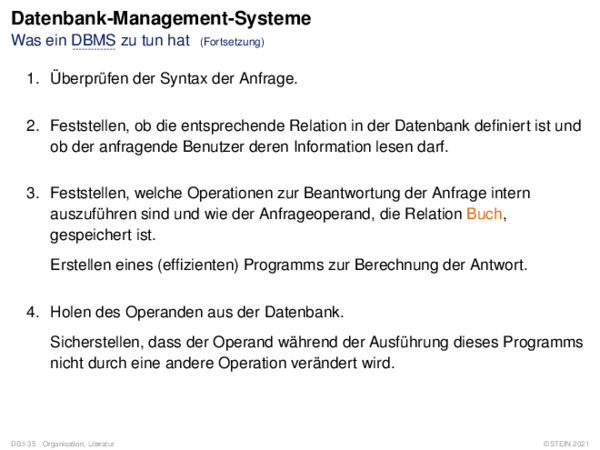 Datenbank-Management-Systeme
Was ein DBMS zu tun hat (Fortsetzung)
1. Überprüfen der Syntax der Anfrage.
2. Feststellen, ob die entsprechende Relation in der Datenbank definiert ist und
ob der anfragende Benutzer deren Information lesen darf.
3. Feststellen, welche Operationen zur Beantwortung der Anfrage intern
auszuführen sind und wie der Anfrageoperand, die Relation Buch,
gespeichert ist.
Erstellen eines (effizienten) Programms zur Berechnung der Antwort.
4. Holen des Operanden aus der Datenbank.
Sicherstellen, dass der Operand während der Ausführung dieses Programms
nicht durch eine andere Operation verändert wird.
DB:I-35 Organisation, Literatur ©STEIN 2021